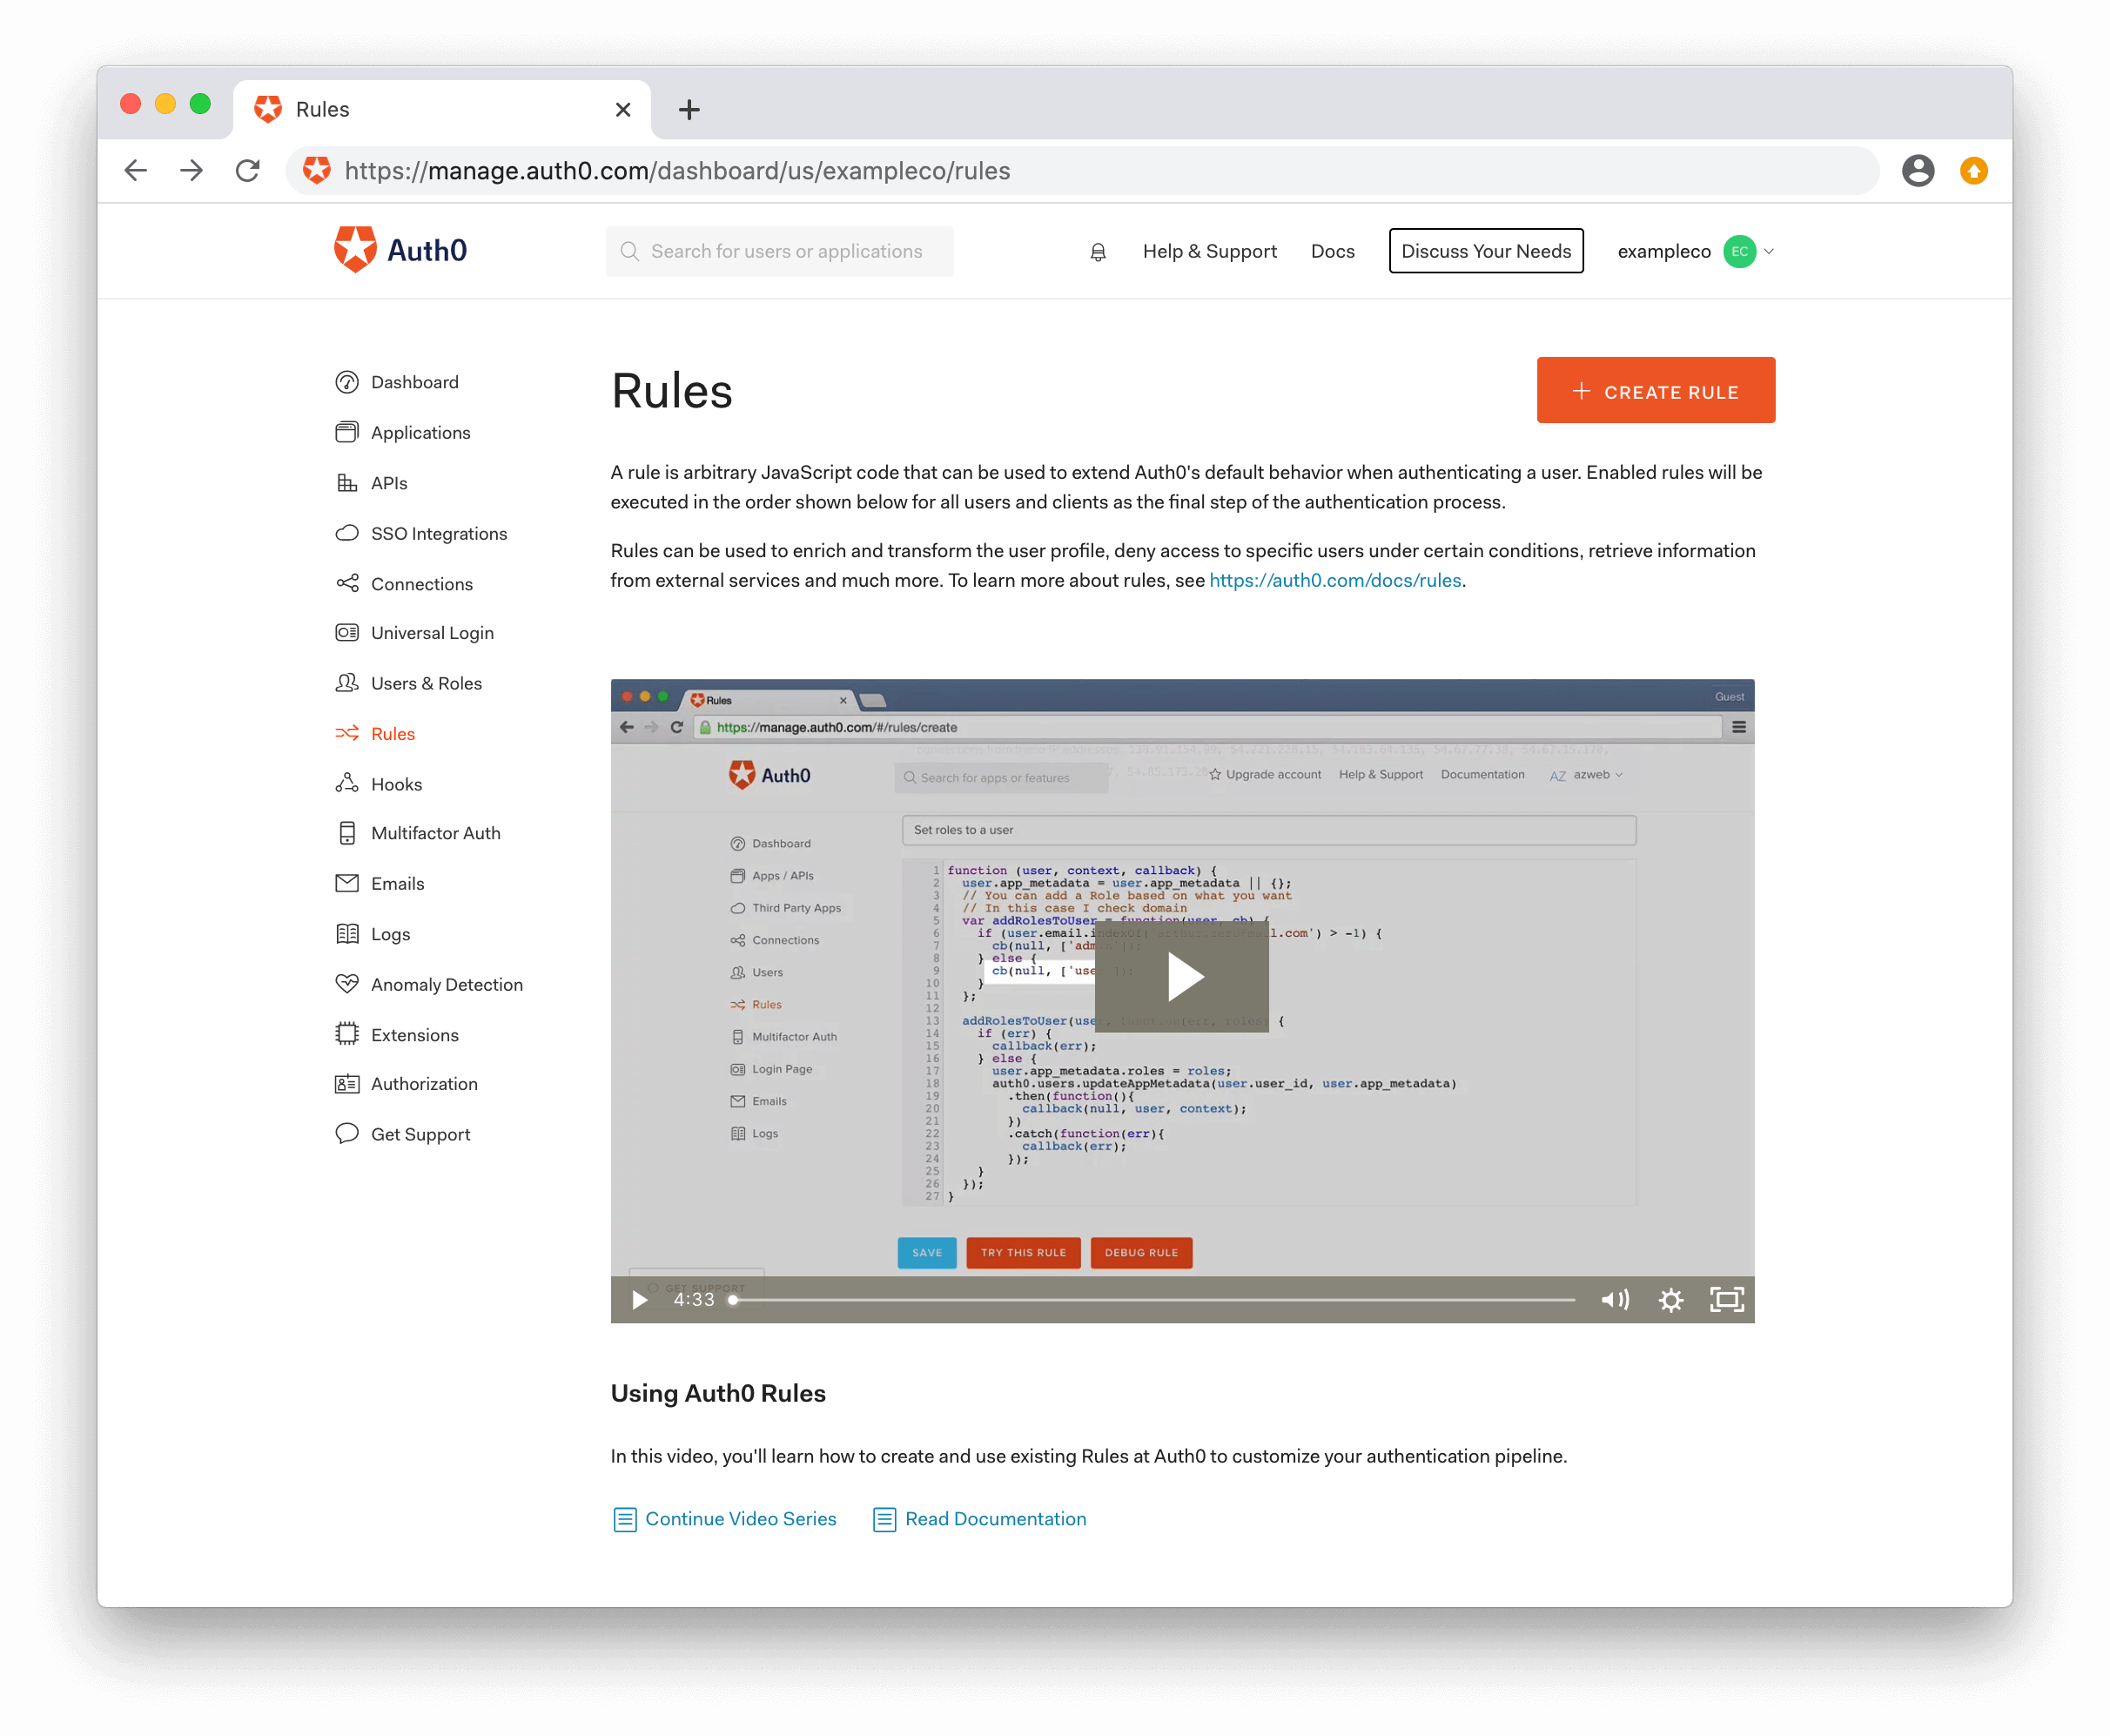 Rules
https://manage.auth0.com/dashboard/us/exampleco/rules
Auth0
Search for users or applications
Help & Support
Docs
Discuss Your Needs
exampleco
EC
Dashboard
Applications
APIs
SSO Integrations
Connections
Universal Login
Users & Roles
Rules
Hooks
Multifactor Auth
Emails
Logs
Anomaly Detection
Extensions
Authorization
Get Support
Rules
+ CREATE RULE
A rule is arbitrary JavaScript code that can be used to extend Auth0's default behavior when authenticating a user. Enabled rules will be
executed in the order shown below for all users and clients as the final step of the authentication process.
Rules can be used to enrich and transform the user profile, deny access to specific users under certain conditions, retrieve information
from external services and much more. To learn more about rules, see https://auth0.com/docs/rules.
Rules
Guest
https://manage.auth0.com/#/rules/create
Auth0
Search for apps or features
Upgrade account
Help & Support
Documentation
AZ azweb
Dashboard
Apps / APIs
Third Party Apps
Connections
Users
Rules
Multifactor Auth
Login Page
Emails
Logs
Set roles to a user
1 function (user, context, callback) {
2 user.app_metadata = user.app_metadata || {};
3 // You can add a Role based on what you want
4 // In this case I check domain
5 var addRolesToUser = function(user, cb) {
6 if (user.email.indexOf( .com') > -1) {
7 cb(null, ['adm
8 } else {
9 cb(null, ['use
10 }
11 };
12
13 addRolesToUser(use {
14 if (err) {
15 callback(err);
16 } else {
17 user.app_metadata.roles = roles;
18 auth0.users.updateAppMetadata(user.user_id, user.app_metadata)
19 .then(function(){
20 callback(null, user, context);
21 })
22 .catch(function(err){
23 callback(err);
24 });
25 }
26 });
27 }
SAVE
TRY THIS RULE
DEBUG RULE
GET SUPPORT
4:33
Using Auth0 Rules
In this video, you'll learn how to create and use existing Rules at Auth0 to customize your authentication pipeline.
Continue Video Series
Read Documentation